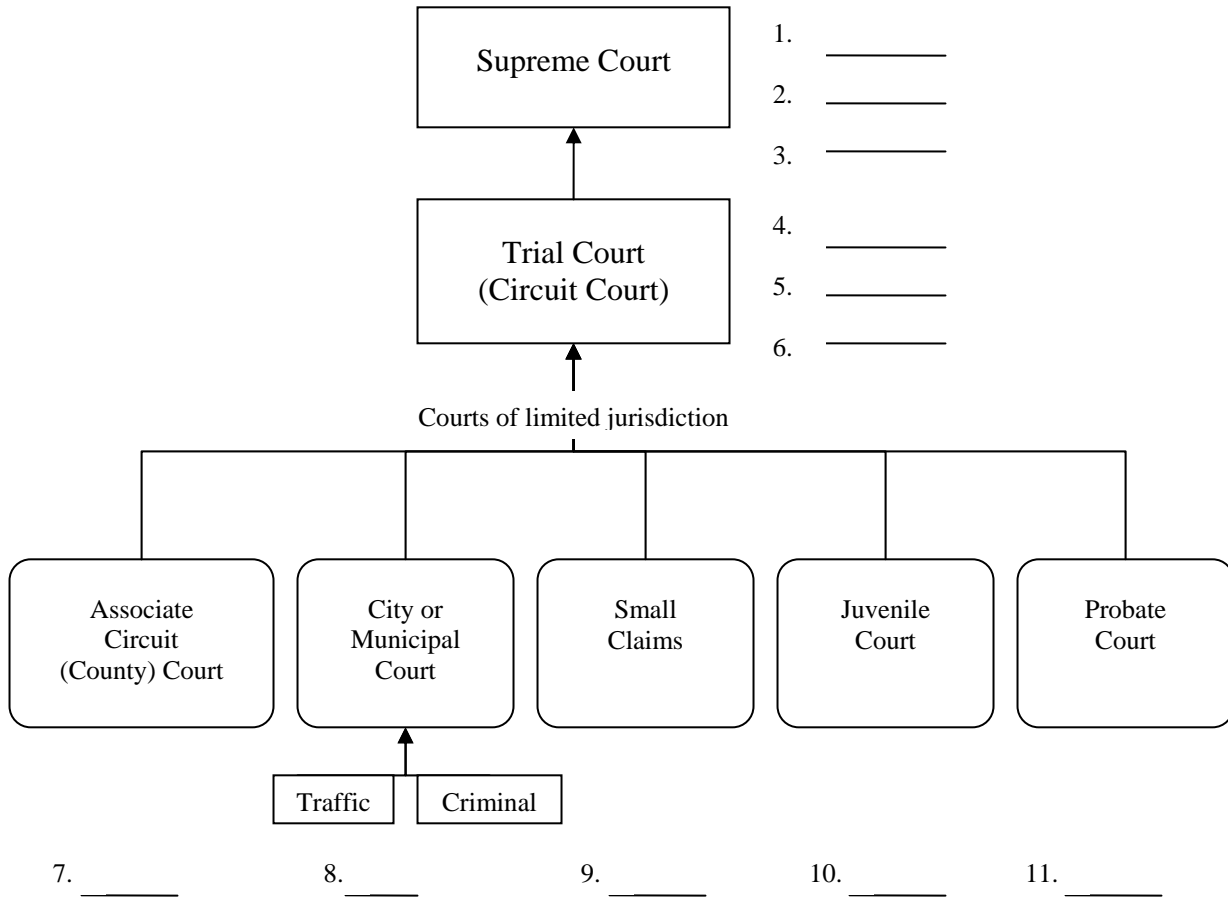 Supreme Court
1.
2.
3.
Trial Court
(Circuit Court)
4.
5.
6.
Courts of limited jurisdiction
Associate
Circuit
(County) Court
City or
Municipal
Court
Small
Claims
Juvenile
Court
Probate
Court
Traffic
Criminal
7.
8.
9.
10.
11.